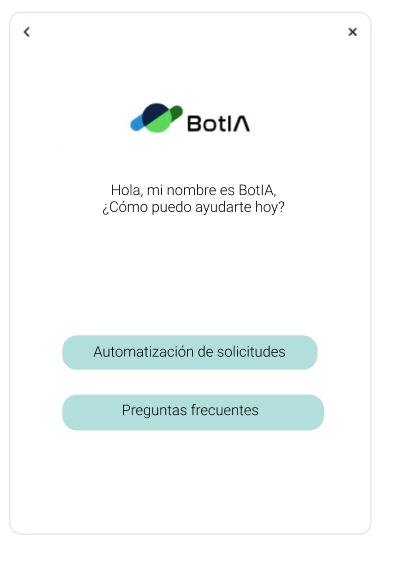 BotIA
Hola, mi nombre es BotIA,
¿Cómo puedo ayudarte hoy?
Automatización de solicitudes
Preguntas frecuentes